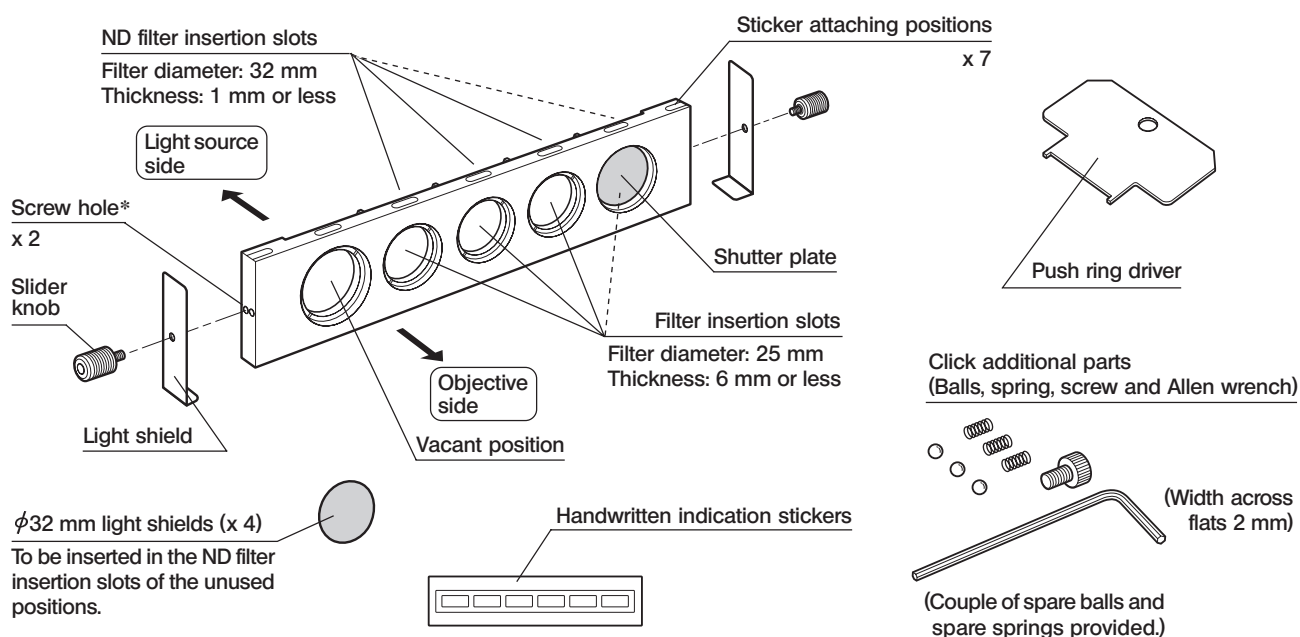 ND filter insertion slots
Filter diameter: 32 mm
Thickness: 1 mm or less
Sticker attaching positions
x 7
Light source
side
Screw hole*
x 2
Slider
knob
Shutter plate
Push ring driver
Filter insertion slots
Filter diameter: 25 mm
Thickness: 6 mm or less
Objective
side
Light shield
Vacant position
Click additional parts
(Balls, spring, screw and Allen wrench)
(Width across
flats 2 mm)
(Couple of spare balls and
spare springs provided.)
ϕ32 mm light shields (x 4)
To be inserted in the ND filter
insertion slots of the unused
positions.
Handwritten indication stickers